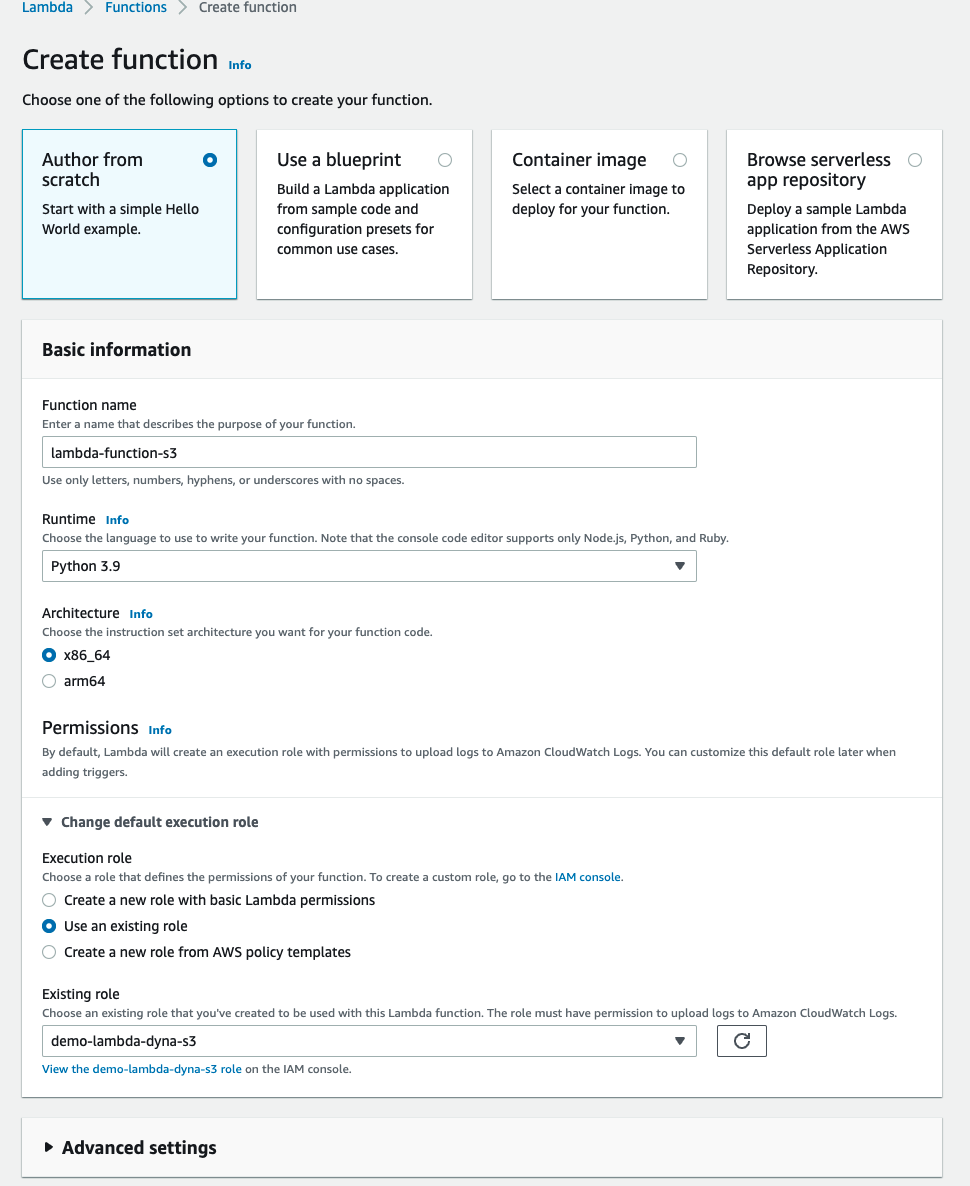 Lambda > Functions > Create function
Create function Info
Choose one of the following options to create your function.
Author from
scratch
Start with a simple Hello
World example.
Use a blueprint
Build a Lambda application
from sample code and
configuration presets for
common use cases.
Container image
Select a container image to
deploy for your function.
Browse serverless
app repository
Deploy a sample Lambda
application from the AWS
Serverless Application
Repository.
Basic information
Function name
Enter a name that describes the purpose of your function.
lambda-function-s3
Use only letters, numbers, hyphens, or underscores with no spaces.
Runtime Info
Choose the language to use to write your function. Note that the console code editor supports only Node.js, Python, and Ruby.
Python 3.9
Architecture Info
Choose the instruction set architecture you want for your function code.
x86_64
arm64
Permissions Info
By default, Lambda will create an execution role with permissions to upload logs to Amazon CloudWatch Logs. You can customize this default role later when
adding triggers.
Change default execution role
Execution role
Choose a role that defines the permissions of your function. To create a custom role, go to the IAM console.
Create a new role with basic Lambda permissions
Use an existing role
Create a new role from AWS policy templates
Existing role
Choose an existing role that you've created to be used with this Lambda function. The role must have permission to upload logs to Amazon CloudWatch Logs.
demo-lambda-dyna-s3
View the demo-lambda-dyna-s3 role on the IAM console.
Advanced settings